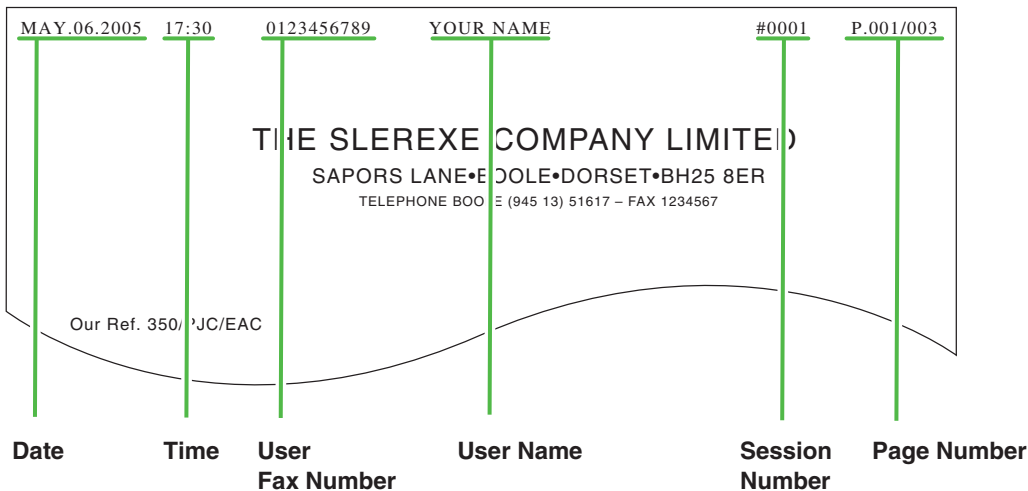 MAY.06.2005 17:30 0123456789 YOUR NAME #0001 P.001/003
THE SLEREXE COMPANY LIMITED
SAPORS LANE•BOOLE•DORSET•BH25 8ER
TELEPHONE BOOLE (945 13) 51617 – FAX 1234567
Our Ref. 350/PJC/EAC
Date Time User User Name Session Page Number
Fax Number Number